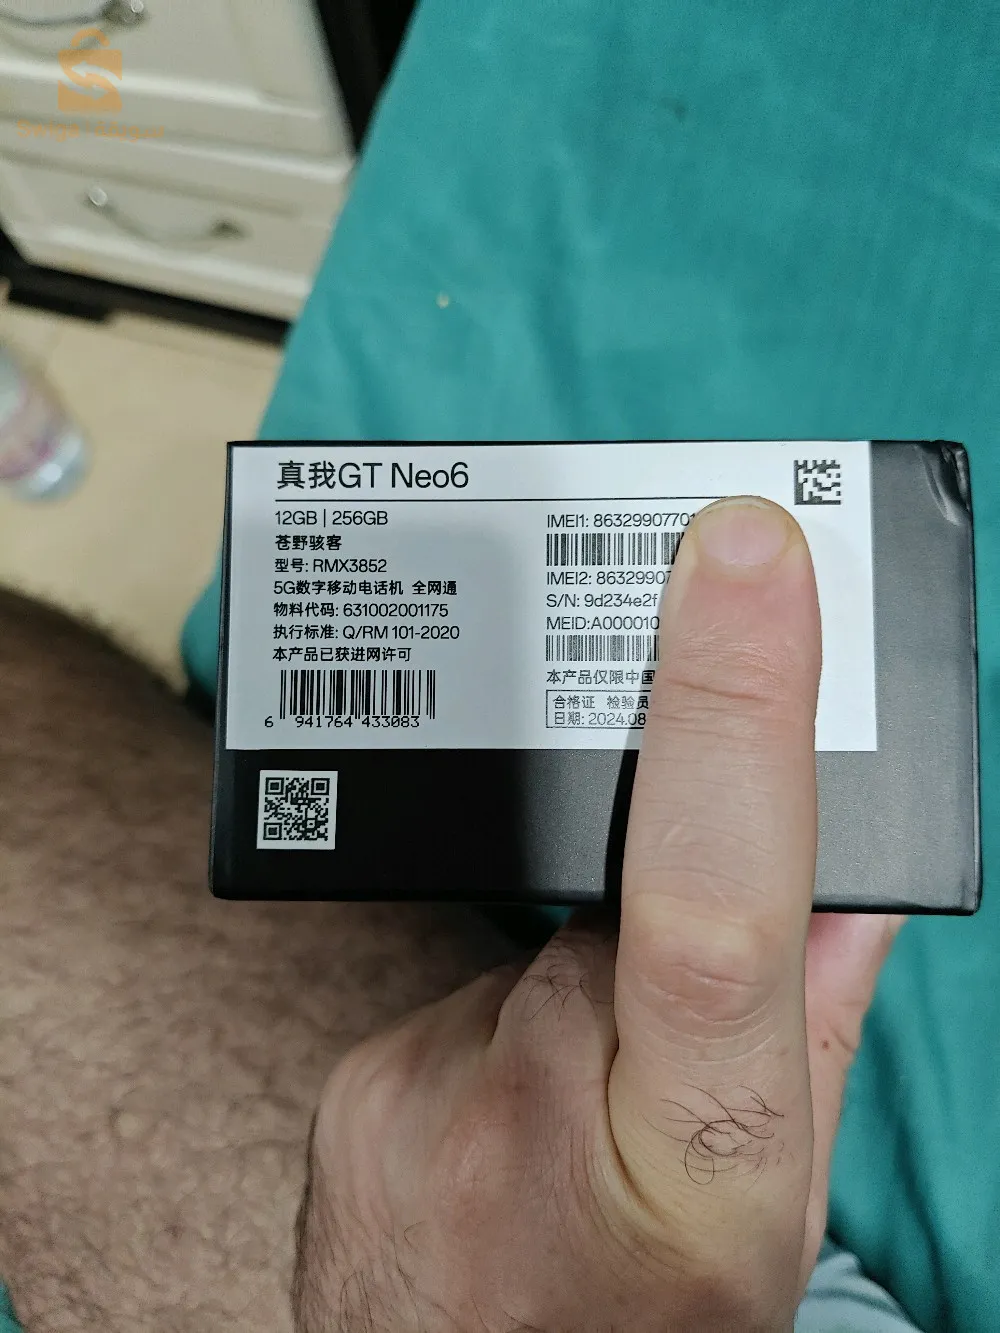 真我GT Neo6
12GB | 256GB
苍野骇客
型号: RMX3852
5G数字移动电话机 全网通
物料代码: 631002001175
执行标准: Q/RM 101-2020
本产品已获进网许可
6 941764 433083
IMEI1: 86329907701
IMEI2: 8632990
S/N: 9d234e2f
MEID:A000010
本产品仅限中国
合格证 检验员
日期: 2024.08